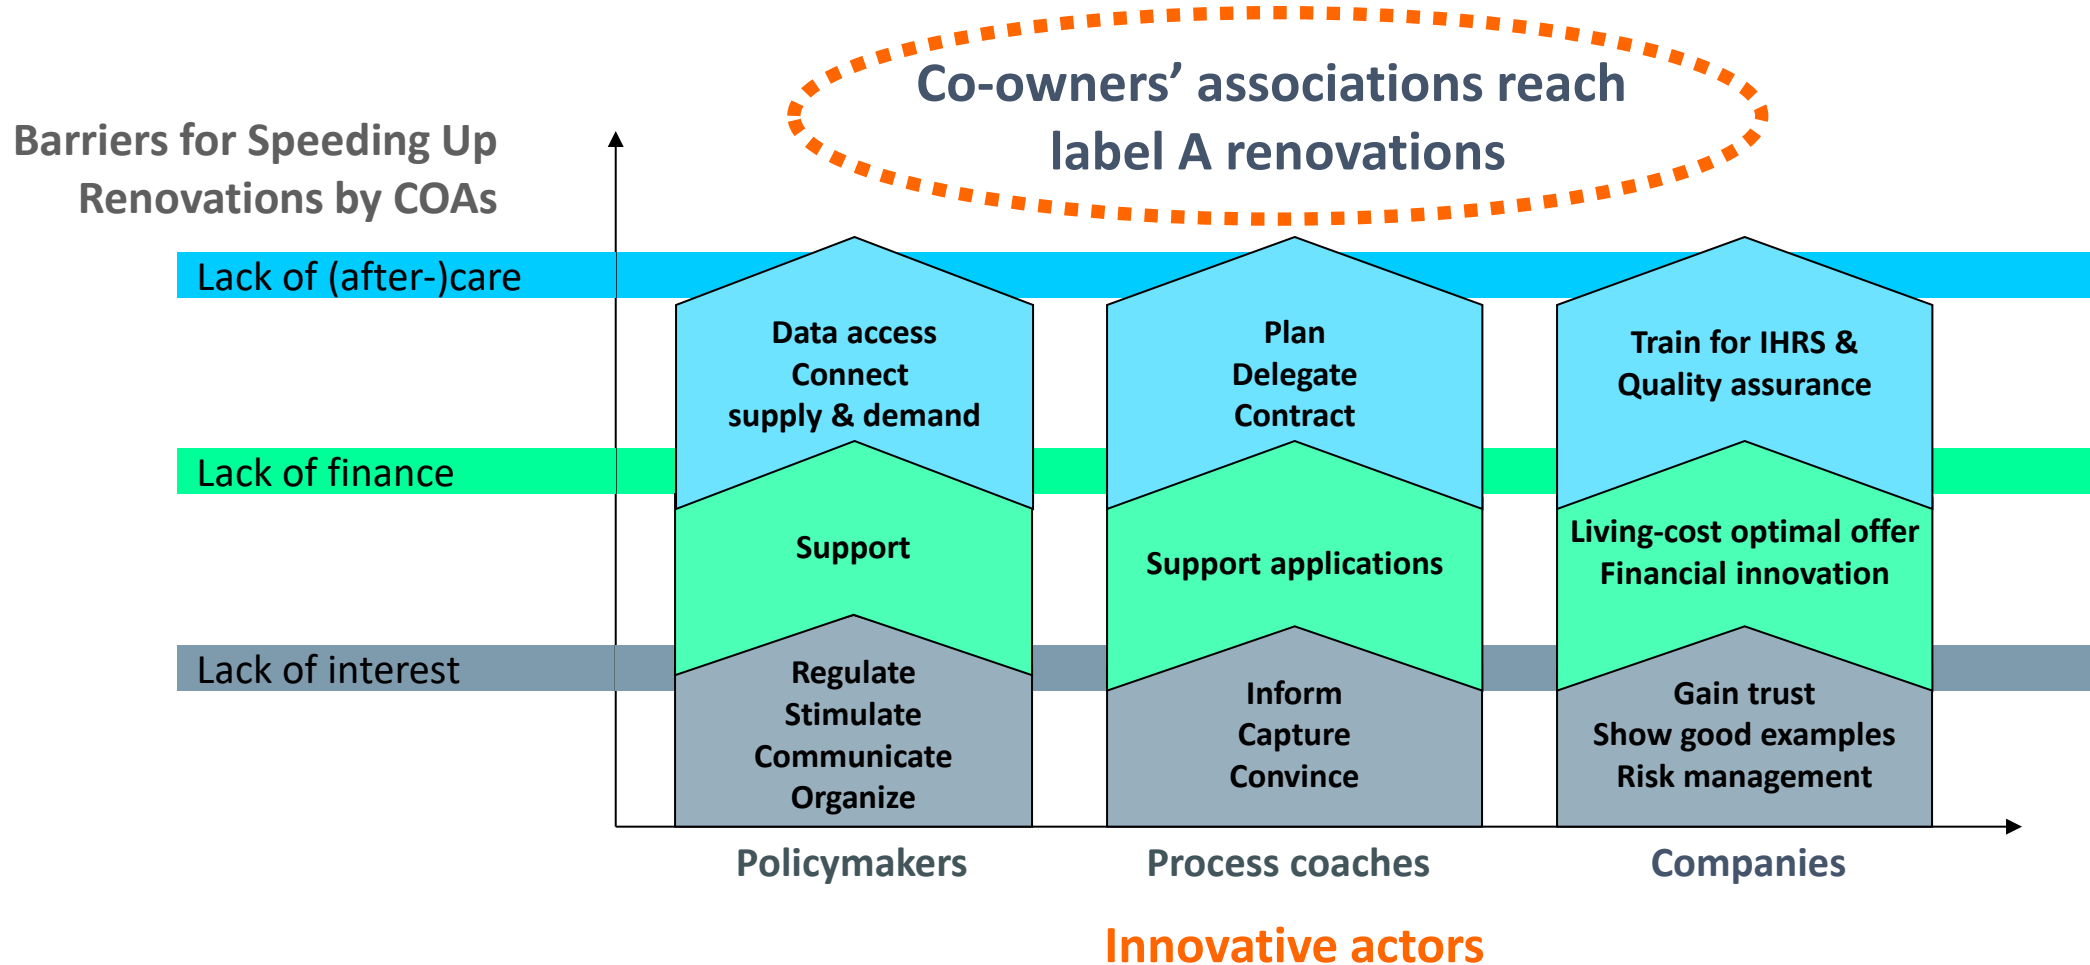 Co-owners’ associations reach
label A renovations
Barriers for Speeding Up
Renovations by COAs
Lack of (after-)care
Data access
Connect
supply & demand
Plan
Delegate
Contract
Train for IHRS &
Quality assurance
Lack of finance
Support
Support applications
Living-cost optimal offer
Financial innovation
Lack of interest
Regulate
Stimulate
Communicate
Organize
Inform
Capture
Convince
Gain trust
Show good examples
Risk management
Policymakers
Process coaches
Companies
Innovative actors